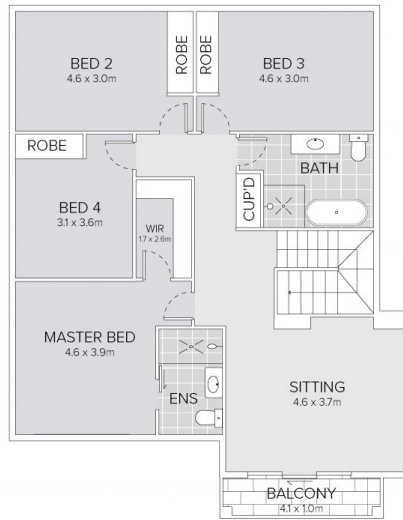 BED 2
4.6 x 3.0m
ROBE
ROBE
BED 3
4.6 x 3.0m
ROBE
BATH
BED 4
3.1 x 3.6m
WIR
1.7 x 2.6m
CUP'D
MASTER BED
4.6 x 3.9m
ENS
SITTING
4.6 x 3.7m
BALCONY
4.1 x 1.0m